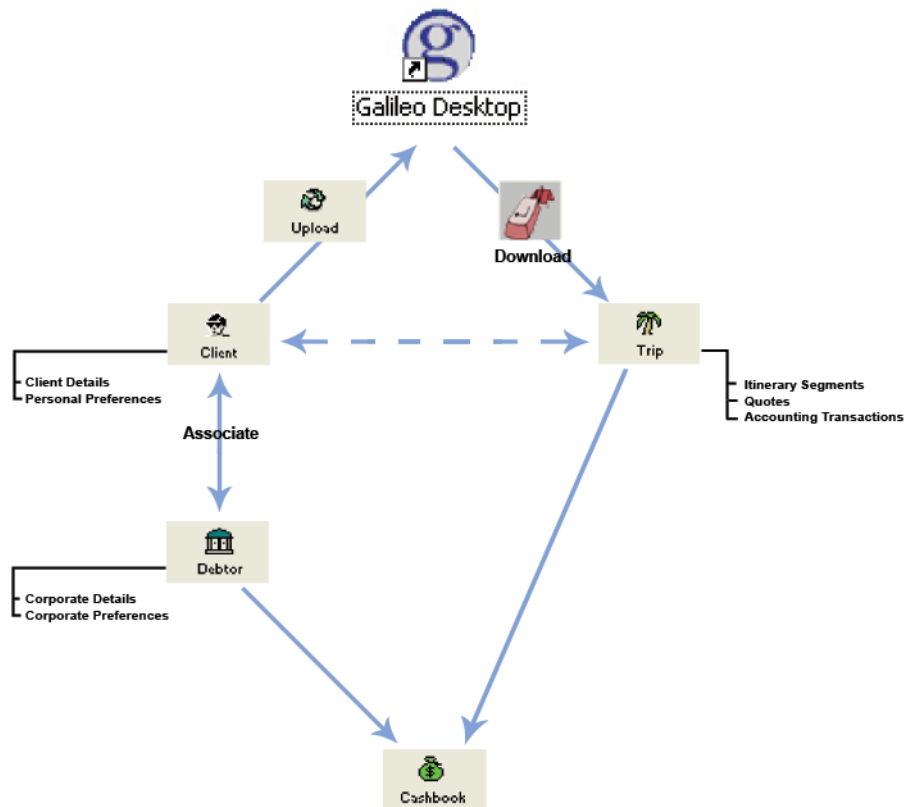 g
Galileo Desktop
Upload
Download
Client
Trip
Client Details
Personal Preferences
Itinerary Segments
Quotes
Accounting Transactions
Associate
Debtor
Corporate Details
Corporate Preferences
$
Cashbook